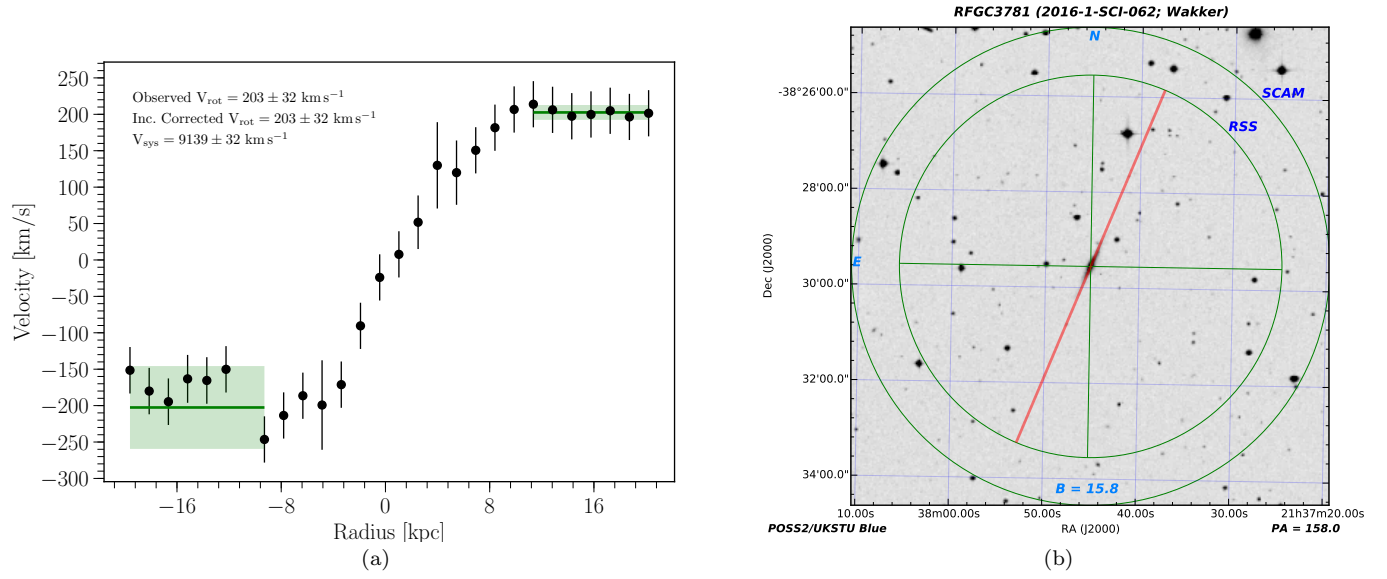 250
200
150
100
50
0
−50
−100
−150
−200
−250
−300
Velocity [km/s]
Observed Vrot = 203 ± 32 km s−1
Inc. Corrected Vrot = 203 ± 32 km s−1
Vsys = 9139 ± 32 km s−1
−16 −8 0 8 16
Radius [kpc]
(a)
RFGC3781 (2016-1-SCI-062; Wakker)
N
SCAM
RSS
E
B = 15.8
-38°26'00.0"
28'00.0"
30'00.0"
32'00.0"
34'00.0"
Dec (J2000)
10.00s 38m00.00s 50.00s 40.00s 30.00s 21h37m20.00s
POSS2/UKSTU Blue RA (J2000) PA = 158.0
(b)